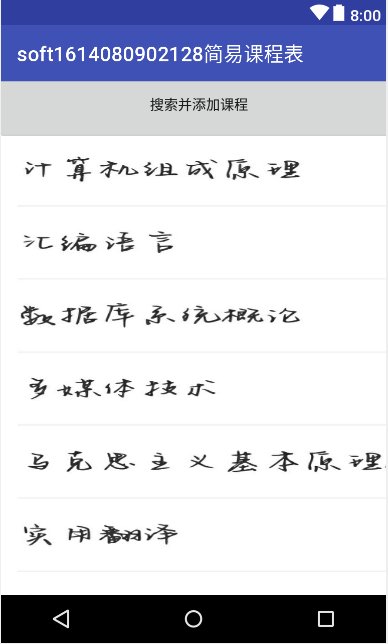 8:00
soft1614080902128简易课程表
搜索并添加课程
计算机组成原理
汇编语言
数据库系统概论
多媒体技术
马克思主义基本原理
实用翻译